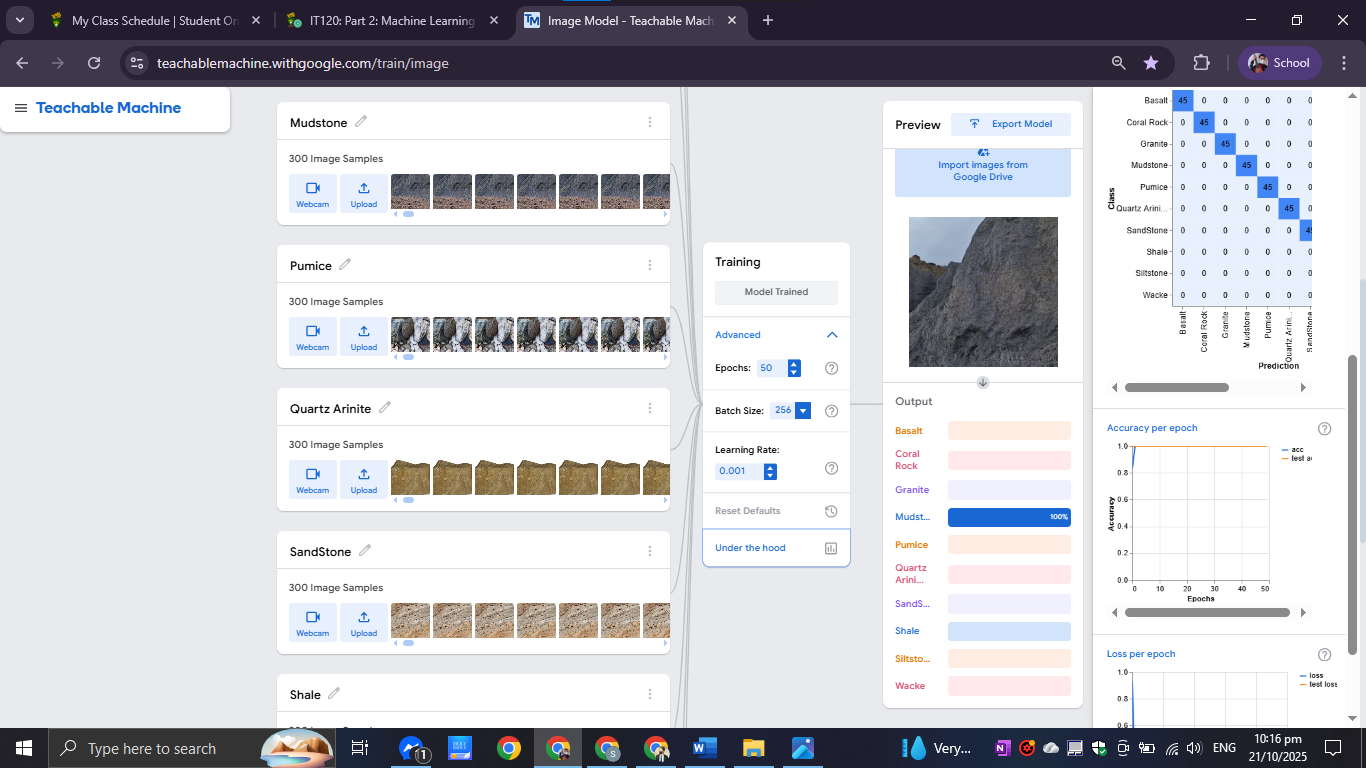 My Class Schedule | Student On
IT120: Part 2: Machine Learning
Image Model - Teachable Mach
teachablemachine.withgoogle.com/train/image
School
Teachable Machine
Mudstone
300 Image Samples
Webcam
Upload
Pumice
300 Image Samples
Webcam
Upload
Quartz Arinite
300 Image Samples
Webcam
Upload
SandStone
300 Image Samples
Webcam
Upload
Shale
Training
Model Trained
Advanced
Epochs: 50
Batch Size: 256
Learning Rate:
0.001
Reset Defaults
Under the hood
Preview
Export Model
Import images from
Google Drive
Output
Basalt
Coral
Rock
Granite
Mudst... 100%
Pumice
Quartz
Arini...
SandS...
Shale
Siltsto...
Wacke
Class
Basalt 45 0 0 0 0 0 0
Coral Rock 0 45 0 0 0 0 0
Granite 0 0 45 0 0 0 0
Mudstone 0 0 0 45 0 0 0
Pumice 0 0 0 0 45 0 0
Quartz Arini... 0 0 0 0 0 45 0
SandStone 0 0 0 0 0 0 45
Shale 0 0 0 0 0 0 0
Siltstone 0 0 0 0 0 0 0
Wacke 0 0 0 0 0 0 0
Basalt
Coral Rock
Granite
Mudstone
Pumice
Quartz Arini...
SandStone
Prediction
Accuracy per epoch
1.0
0.8
0.6
0.4
0.2
0.0
Accuracy
0 10 20 30 40 50
Epochs
acc
test ac
Loss per epoch
1.0
0.8
0.6
loss
test loss
Type here to search
1
Very...
ENG
10:16 pm
21/10/2025